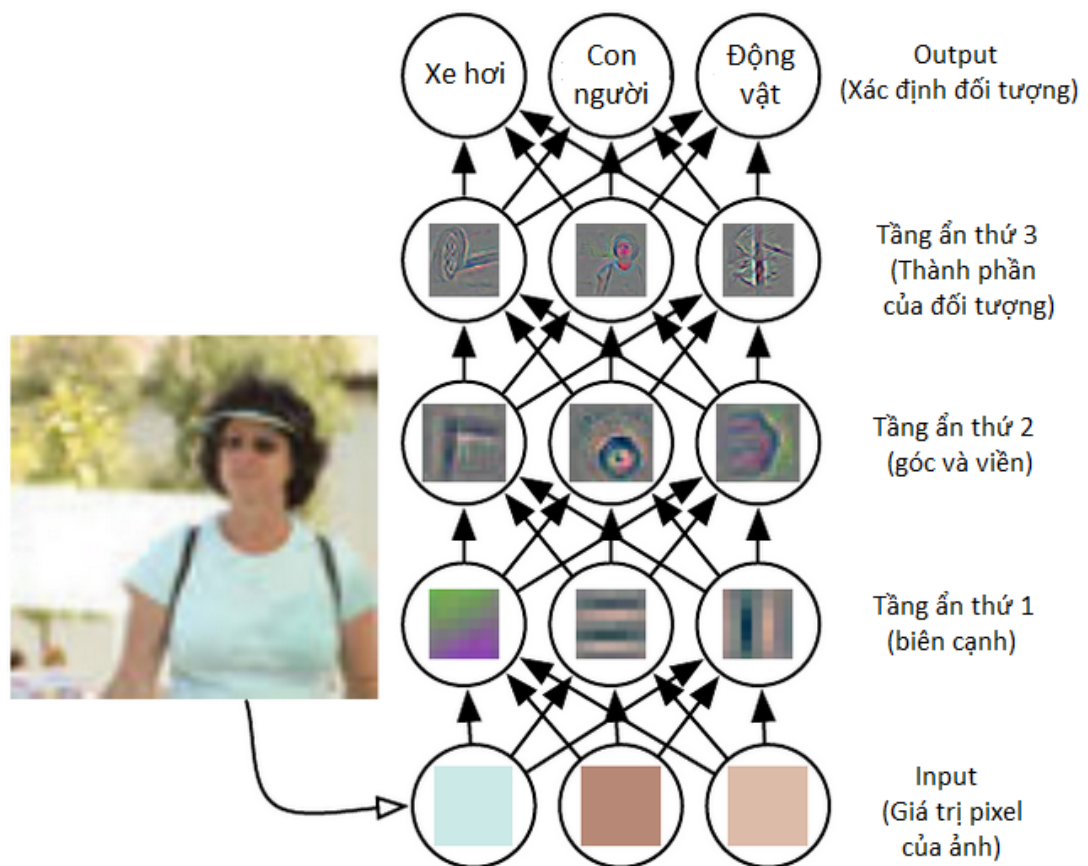 Xe hơi
Con
người
Động
vật
Output
(Xác định đối tượng)
Tầng ẩn thứ 3
(Thành phần
của đối tượng)
Tầng ẩn thứ 2
(góc và viền)
Tầng ẩn thứ 1
(biên cạnh)
Input
(Giá trị pixel
của ảnh)